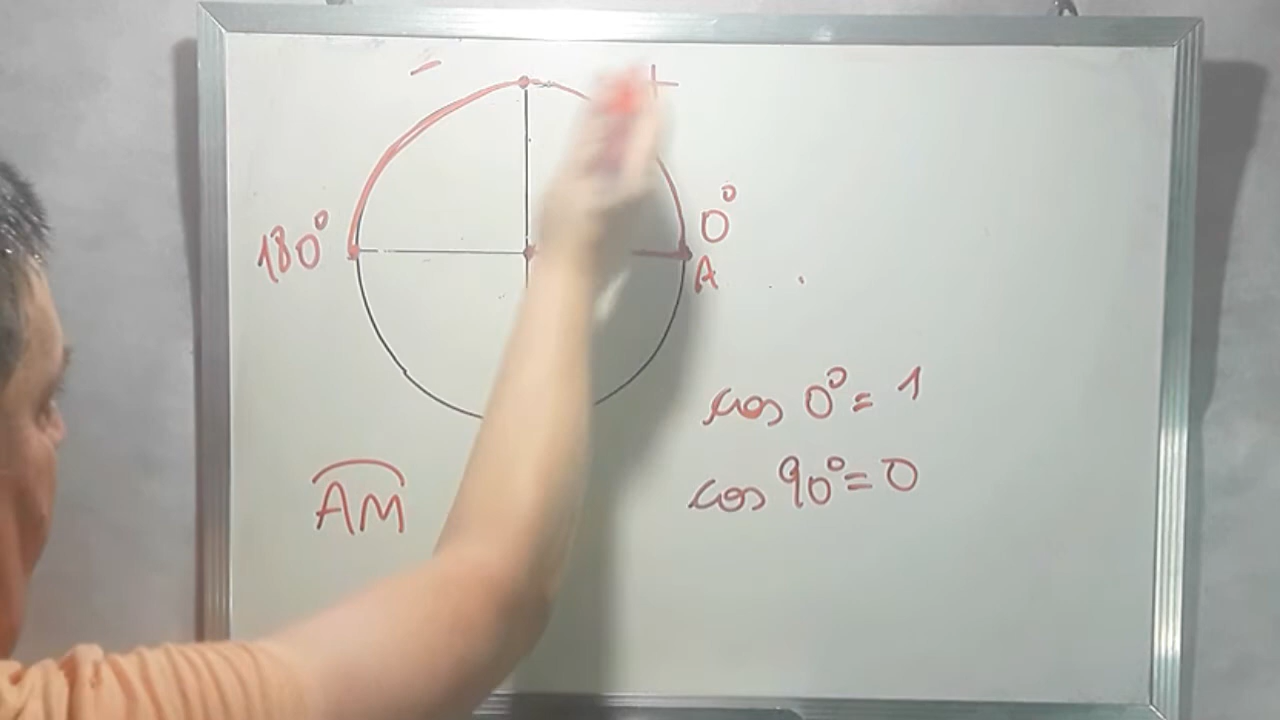 - +
180° 0°
A
cos 0° = 1
cos 90° = 0
AM